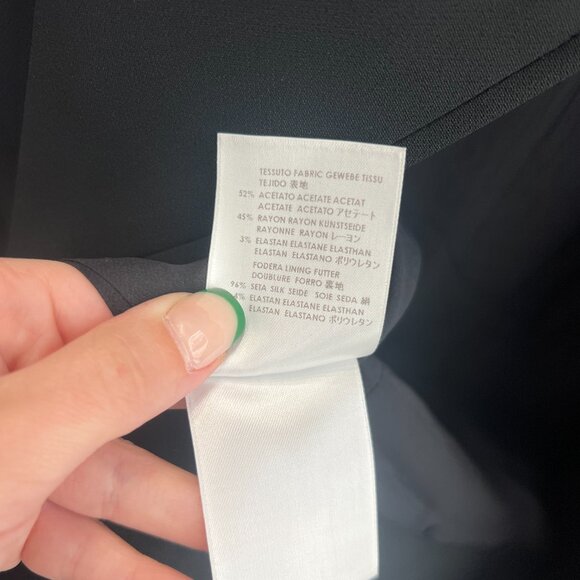 TESSUTO FABRIC GEWEBE TISSU
TEJIDO 表地
52% ACETATO ACETATE ACETAT
ACETATE ACETATO アセテート
45% RAYON RAYON KUNSTSEIDE
RAYONNE RAYON レーヨン
3% ELASTAN ELASTANE ELASTHAN
ELASTAN ELASTANO ポリウレタン
FODERA LINING FUTTER
DOUBLURE FORRO 裏地
96% SETA SILK SEIDE SOIE SEDA 絹
4% ELASTAN ELASTANE ELASTHAN
ELASTAN ELASTANO ポリウレタン